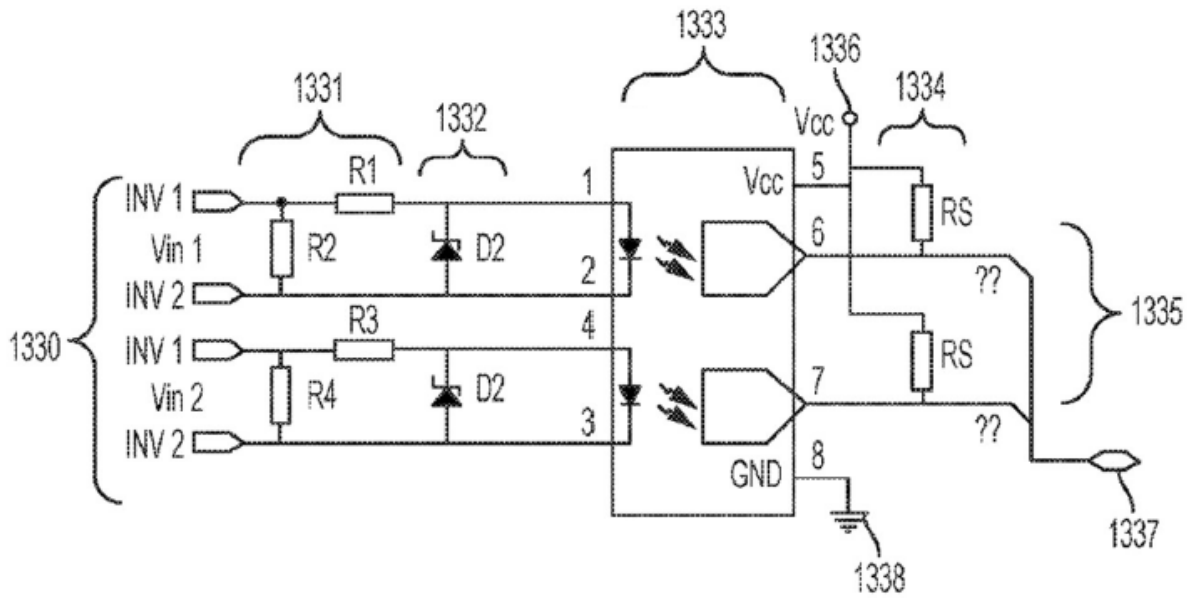 1333
1336
1331
1334
1332
Vcc
R1
1
5
INV 1
Vcc
RS
6
Vin 1
R2
D2
2
??
INV 2
1335
1330
R3
4
INV 1
RS
Vin 2
R4
D2
7
3
??
INV 2
8
GND
1337
1338